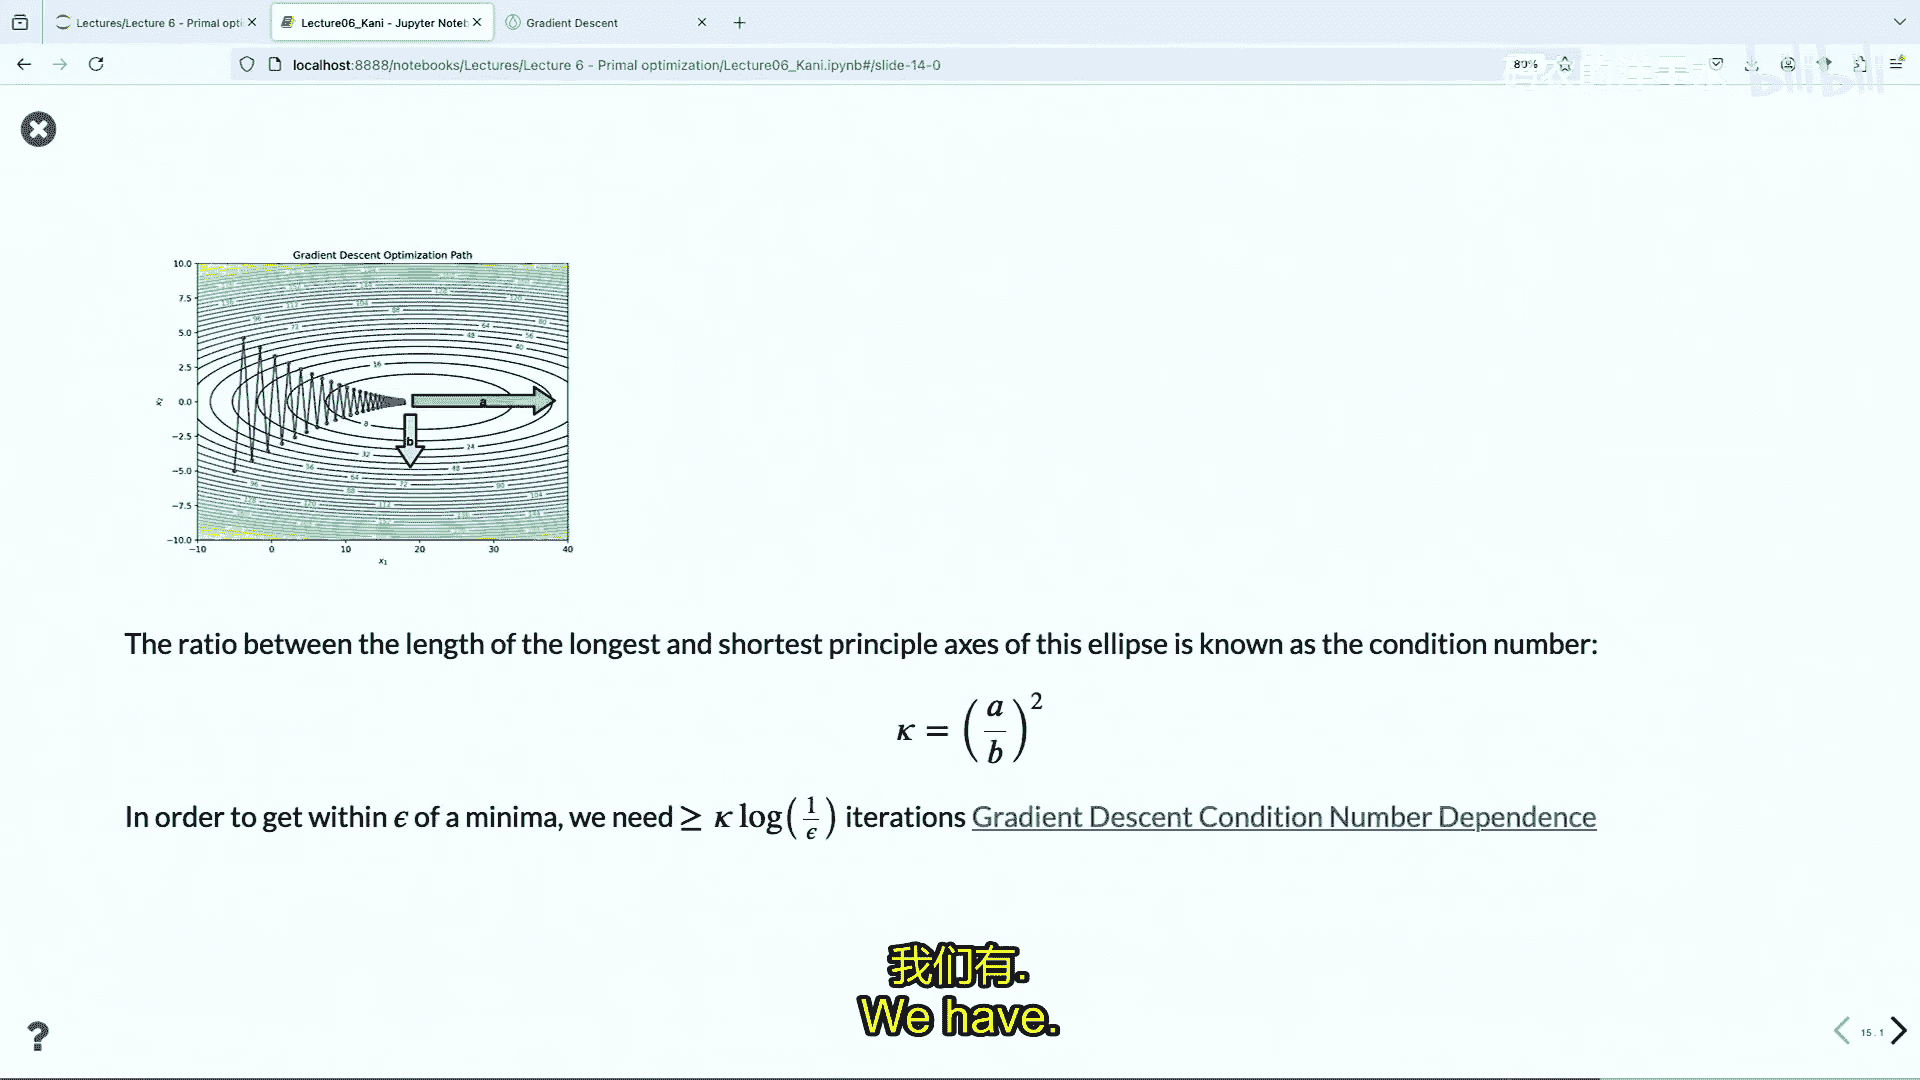 Lectures/Lecture 6 - Primal opti
Lecture06_Kani - Jupyter Note
Gradient Descent
localhost:8888/notebooks/Lectures/Lecture 6 - Primal optimization/Lecture06_Kani.ipynb#/slide-14-0
80%
bilibili
Gradient Descent Optimization Path
10.0
7.5
5.0
2.5
0.0
−2.5
−5.0
−7.5
−10.0
x₂
−10 0 10 20 30 40
x₁
a
b
The ratio between the length of the longest and shortest principle axes of this ellipse is known as the condition number:
κ = (a/b)²
In order to get within ϵ of a minima, we need ≥ κ log(1/ϵ) iterations Gradient Descent Condition Number Dependence
我们有.
We have.
?
15.1